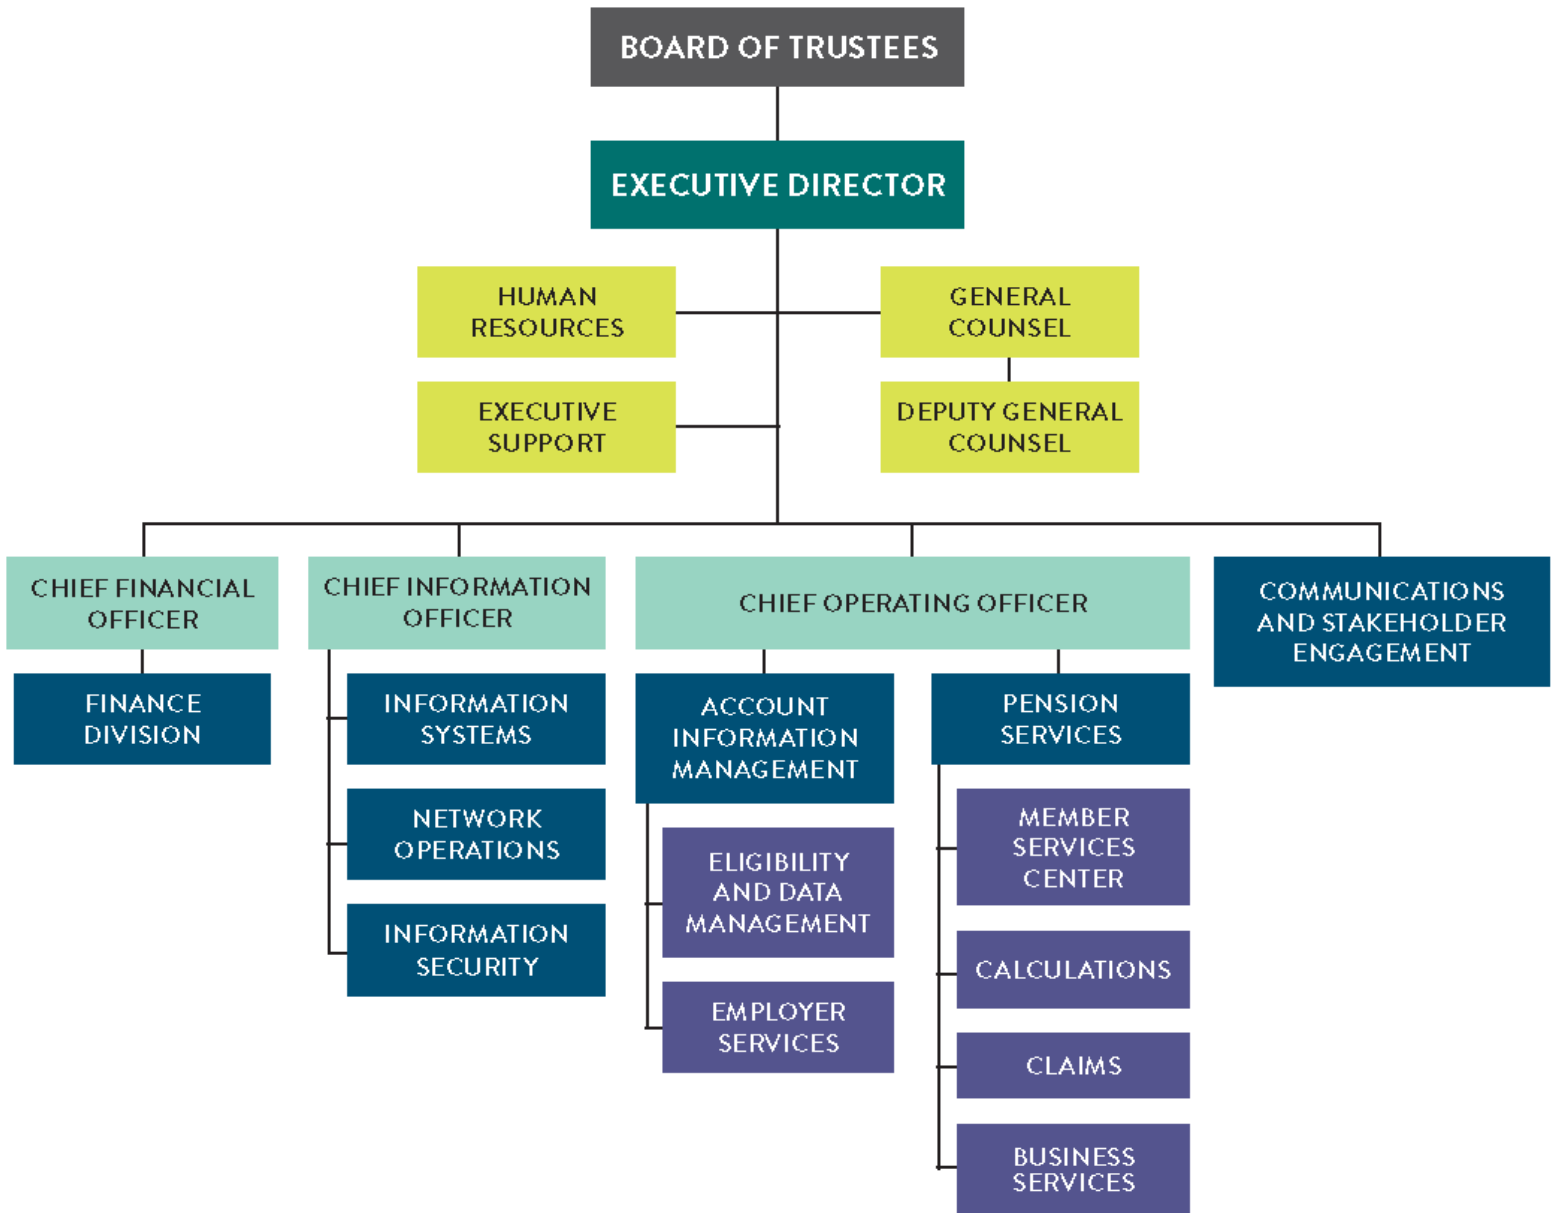 BOARD OF TRUSTEES
EXECUTIVE DIRECTOR
HUMAN
RESOURCES
GENERAL
COUNSEL
EXECUTIVE
SUPPORT
DEPUTY GENERAL
COUNSEL
CHIEF FINANCIAL
OFFICER
FINANCE
DIVISION
CHIEF INFORMATION
OFFICER
INFORMATION
SYSTEMS
NETWORK
OPERATIONS
INFORMATION
SECURITY
CHIEF OPERATING OFFICER
ACCOUNT
INFORMATION
MANAGEMENT
ELIGIBILITY
AND DATA
MANAGEMENT
EMPLOYER
SERVICES
PENSION
SERVICES
MEMBER
SERVICES
CENTER
CALCULATIONS
CLAIMS
BUSINESS
SERVICES
COMMUNICATIONS
AND STAKEHOLDER
ENGAGEMENT